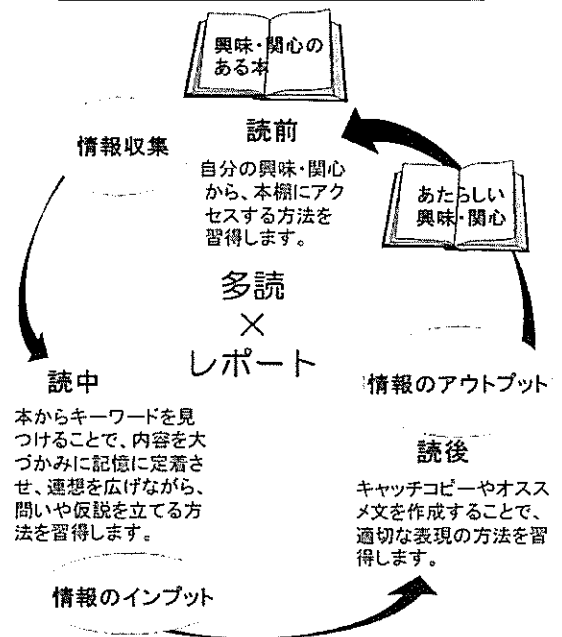 興味・関心の
ある本
読前
情報収集
自分の興味・関心
から、本棚にアク
セスする方法を
習得します。
あたらしい
興味・関心
多読
×
レポート
読中
本からキーワードを見
つけることで、内容を大
づかみに記憶に定着さ
せ、連想を広げながら、
問いや仮説を立てる方
法を習得します。
情報のインプット
情報のアウトプット
読後
キャッチコピーやオスス
メ文を作成することで、
適切な表現の方法を習
得します。